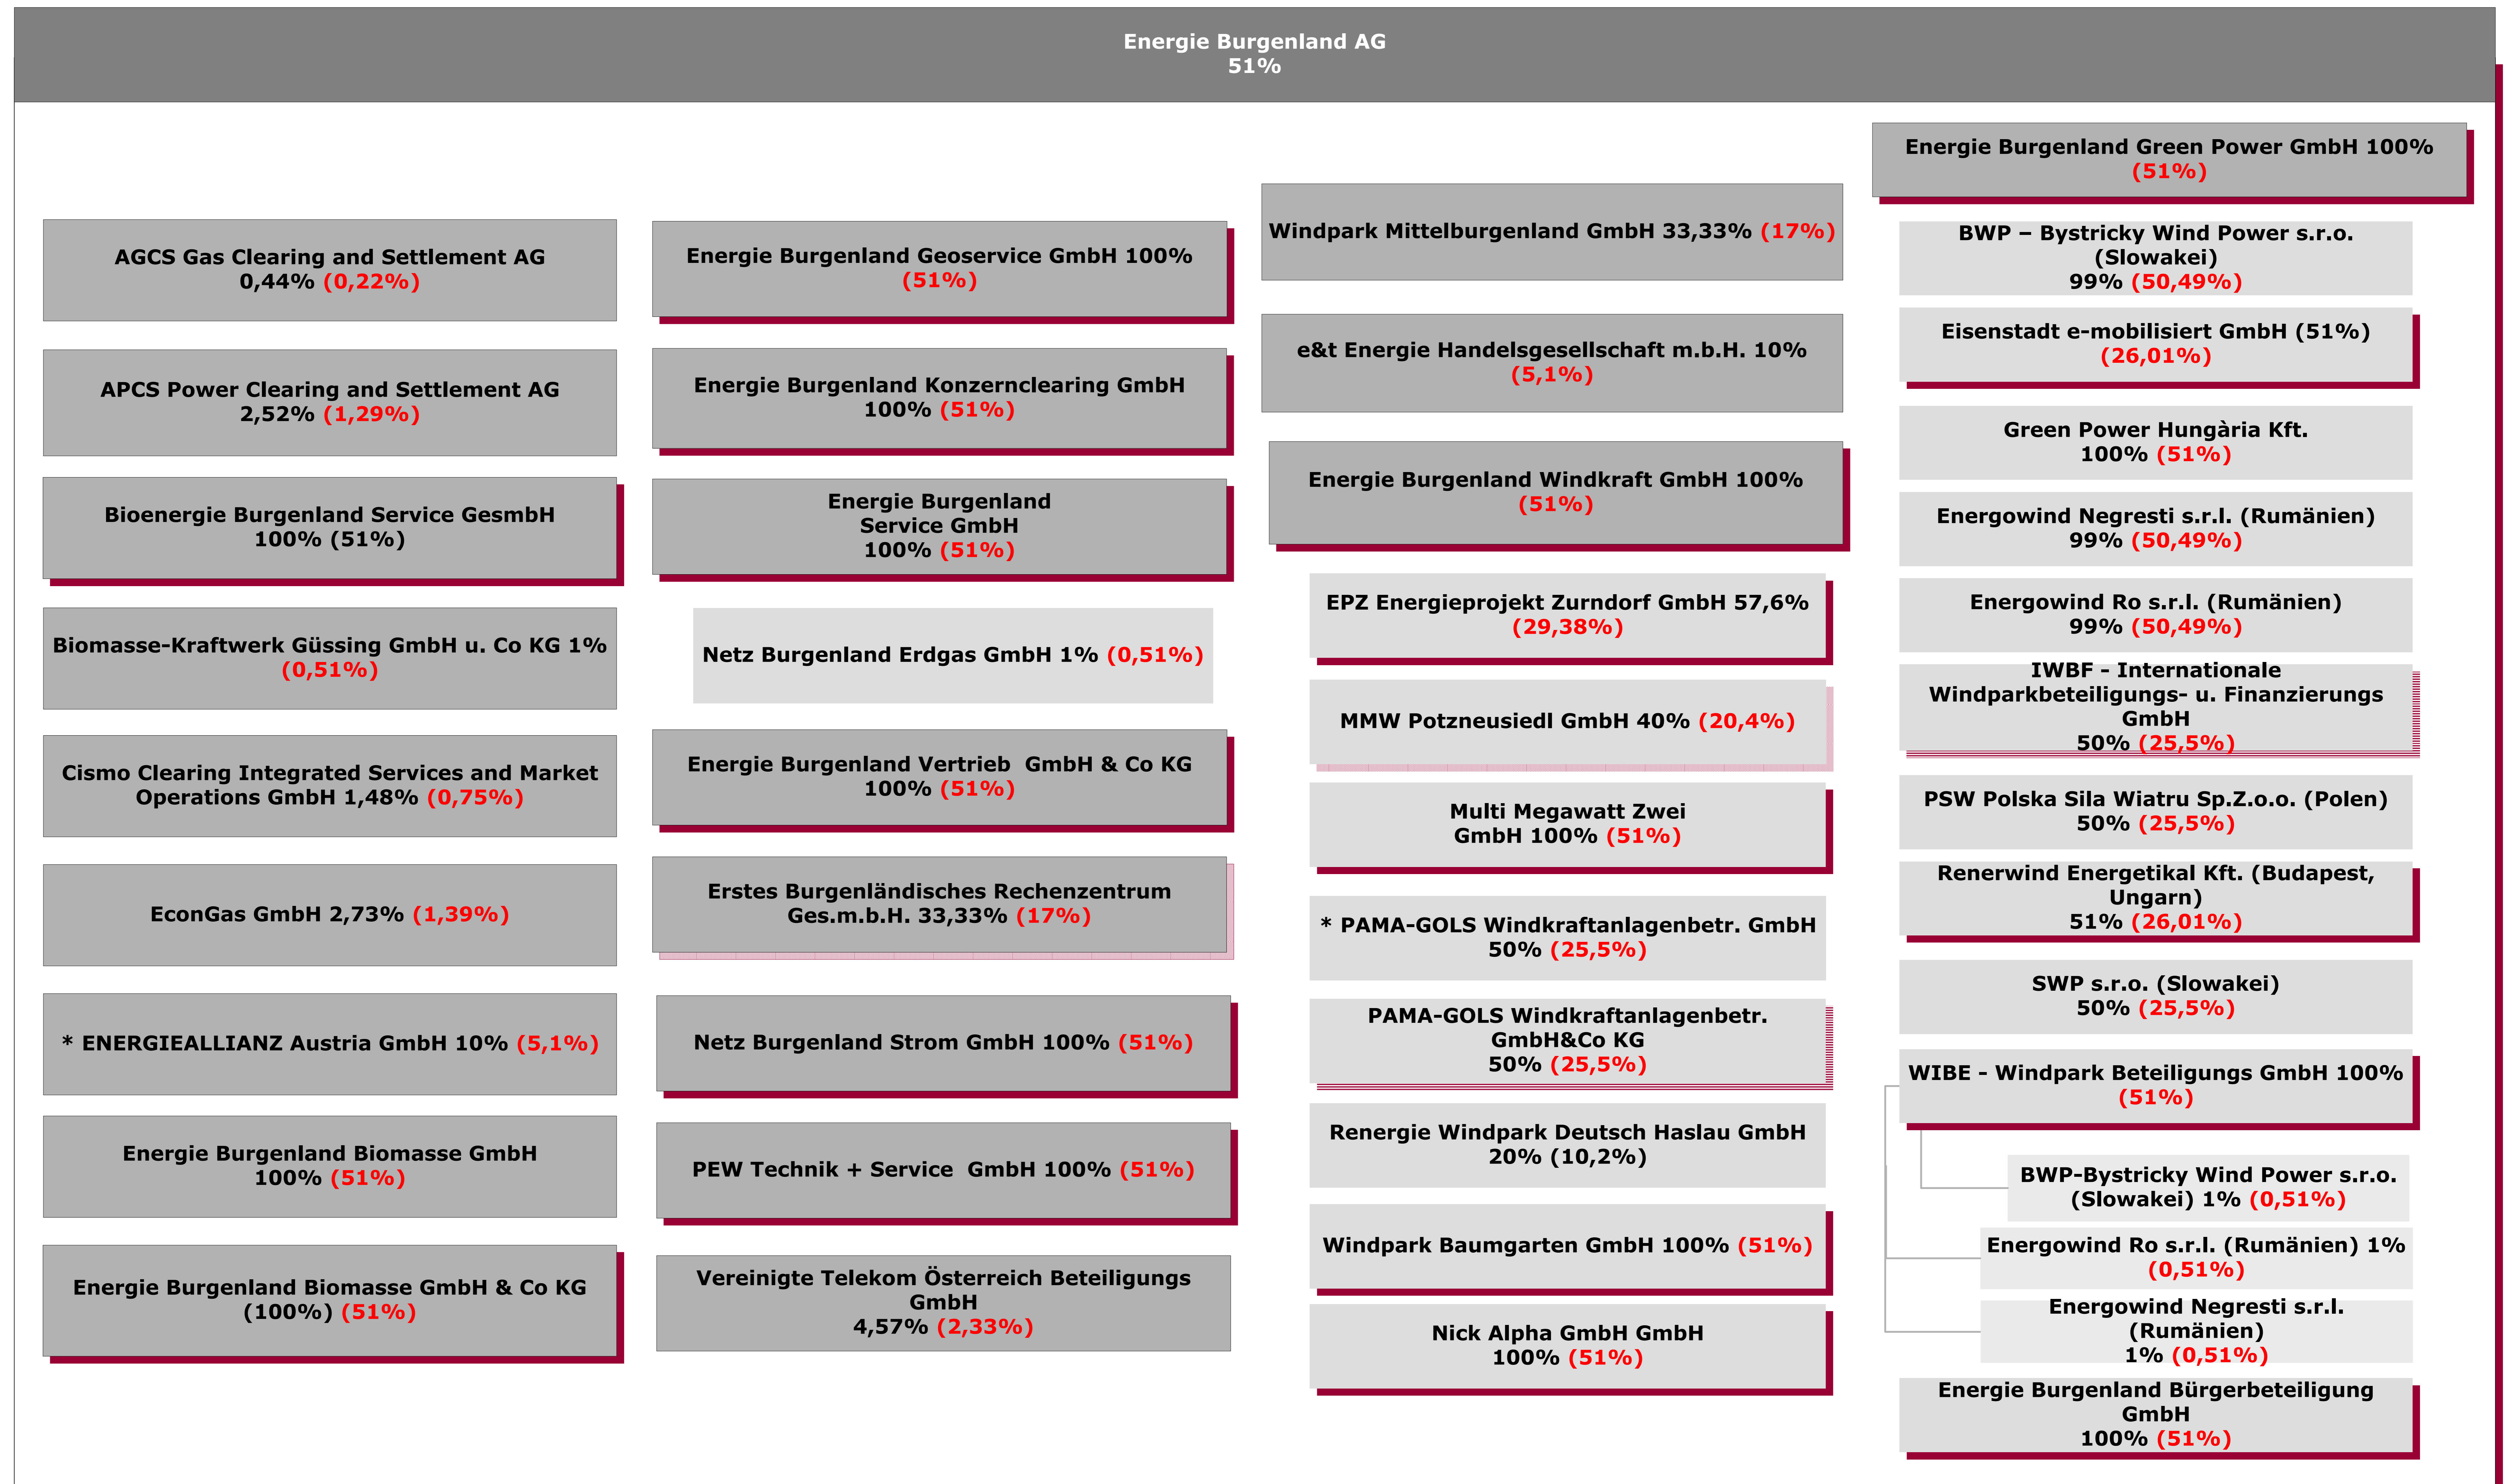 Energie Burgenland AG
51%
AGCS Gas Clearing and Settlement AG
0,44% (0,22%)
APCS Power Clearing and Settlement AG
2,52% (1,29%)
Bioenergie Burgenland Service GesmbH
100% (51%)
Biomasse-Kraftwerk Güssing GmbH u. Co KG 1%
(0,51%)
Cismo Clearing Integrated Services and Market
Operations GmbH 1,48% (0,75%)
EconGas GmbH 2,73% (1,39%)
* ENERGIEALLIANZ Austria GmbH 10% (5,1%)
Energie Burgenland Biomasse GmbH
100% (51%)
Energie Burgenland Biomasse GmbH & Co KG
(100%) (51%)
Energie Burgenland Geoservice GmbH 100%
(51%)
Energie Burgenland Konzernclearing GmbH
100% (51%)
Energie Burgenland
Service GmbH
100% (51%)
Netz Burgenland Erdgas GmbH 1% (0,51%)
Energie Burgenland Vertrieb  GmbH & Co KG
100% (51%)
Erstes Burgenländisches Rechenzentrum
Ges.m.b.H. 33,33% (17%)
Netz Burgenland Strom GmbH 100% (51%)
PEW Technik + Service  GmbH 100% (51%)
Vereinigte Telekom Österreich Beteiligungs
GmbH
4,57% (2,33%)
Windpark Mittelburgenland GmbH 33,33% (17%)
e&t Energie Handelsgesellschaft m.b.H. 10%
(5,1%)
Energie Burgenland Windkraft GmbH 100%
(51%)
EPZ Energieprojekt Zurndorf GmbH 57,6%
(29,38%)
MMW Potzneusiedl GmbH 40% (20,4%)
Multi Megawatt Zwei
GmbH 100% (51%)
* PAMA-GOLS Windkraftanlagenbetr. GmbH
50% (25,5%)
PAMA-GOLS Windkraftanlagenbetr.
GmbH&Co KG
50% (25,5%)
Renergie Windpark Deutsch Haslau GmbH
20% (10,2%)
Windpark Baumgarten GmbH 100% (51%)
Nick Alpha GmbH GmbH
100% (51%)
Energie Burgenland Green Power GmbH 100%
(51%)
BWP – Bystricky Wind Power s.r.o.
(Slowakei)
99% (50,49%)
Eisenstadt e-mobilisiert GmbH (51%)
(26,01%)
Green Power Hungària Kft.
100% (51%)
Energowind Negresti s.r.l. (Rumänien)
99% (50,49%)
Energowind Ro s.r.l. (Rumänien)
99% (50,49%)
IWBF - Internationale
Windparkbeteiligungs- u. Finanzierungs
GmbH
50% (25,5%)
PSW Polska Sila Wiatru Sp.Z.o.o. (Polen)
50% (25,5%)
Renerwind Energetikal Kft. (Budapest,
Ungarn)
51% (26,01%)
SWP s.r.o. (Slowakei)
50% (25,5%)
WIBE - Windpark Beteiligungs GmbH 100%
(51%)
BWP-Bystricky Wind Power s.r.o.
(Slowakei) 1% (0,51%)
Energowind Ro s.r.l. (Rumänien) 1%
(0,51%)
Energowind Negresti s.r.l.
(Rumänien)
1% (0,51%)
Energie Burgenland Bürgerbeteiligung
GmbH
100% (51%)